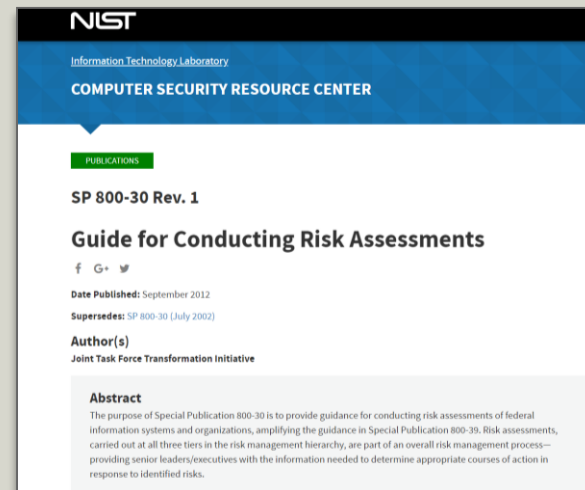 NIST
Information Technology Laboratory
COMPUTER SECURITY RESOURCE CENTER
PUBLICATIONS
SP 800-30 Rev. 1
Guide for Conducting Risk Assessments
f G+
Date Published: September 2012
Supersedes: SP 800-30 (July 2002)
Author(s)
Joint Task Force Transformation Initiative
Abstract
The purpose of Special Publication 800-30 is to provide guidance for conducting risk assessments of federal
information systems and organizations, amplifying the guidance in Special Publication 800-39. Risk assessments,
carried out at all three tiers in the risk management hierarchy, are part of an overall risk management process—
providing senior leaders/executives with the information needed to determine appropriate courses of action in
response to identified risks.